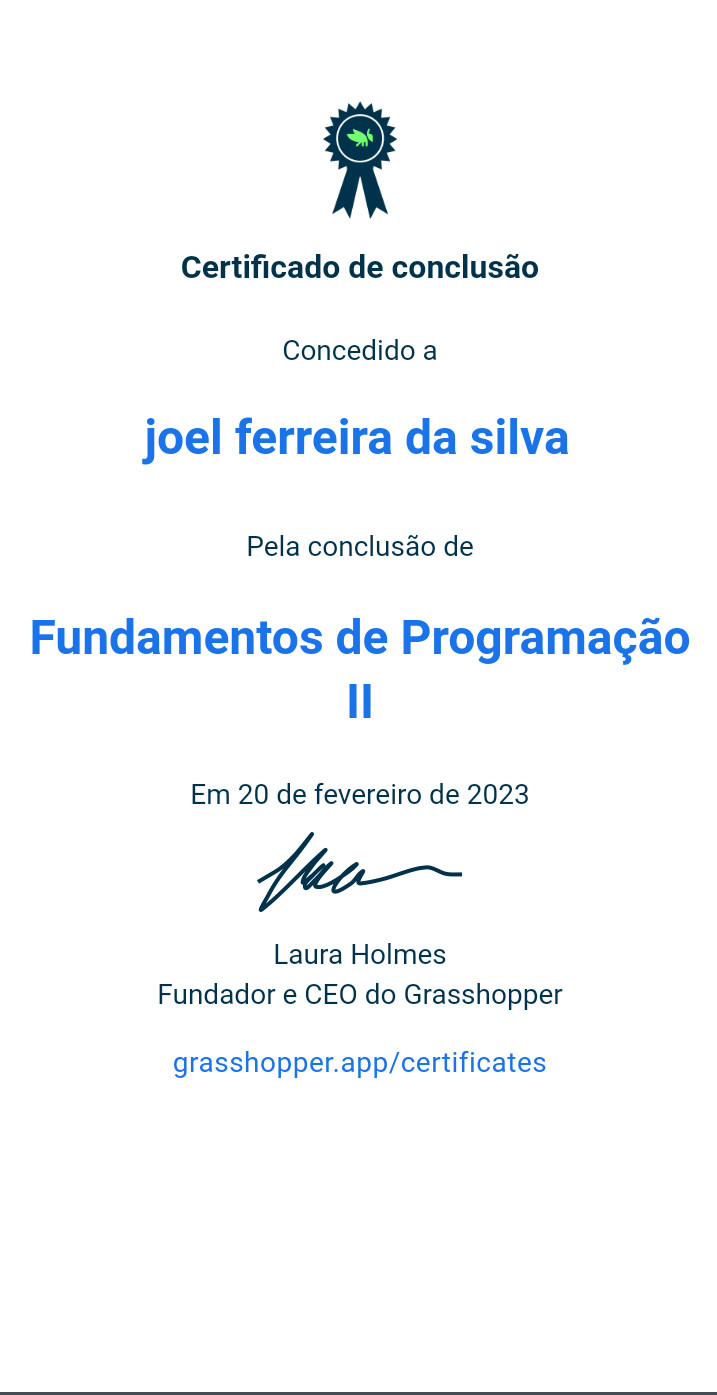 Certificado de conclusão
Concedido a
joel ferreira da silva
Pela conclusão de
Fundamentos de Programação
II
Em 20 de fevereiro de 2023
Laura Holmes
Fundador e CEO do Grasshopper
grasshopper.app/certificates